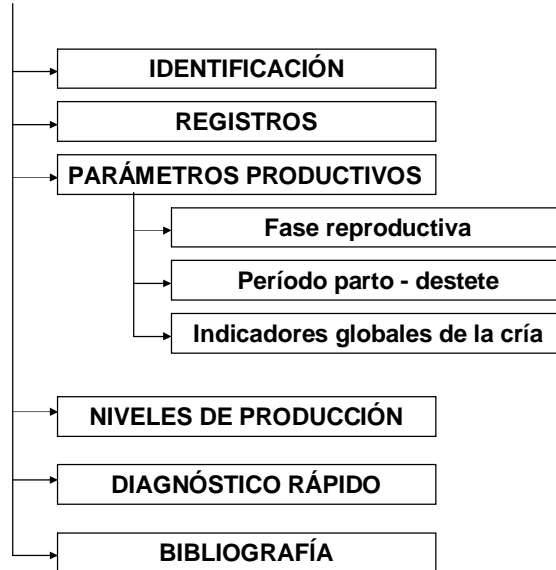 IDENTIFICACIÓN
REGISTROS
PARÁMETROS PRODUCTIVOS
Fase reproductiva
Período parto - destete
Indicadores globales de la cría
NIVELES DE PRODUCCIÓN
DIAGNÓSTICO RÁPIDO
BIBLIOGRAFÍA